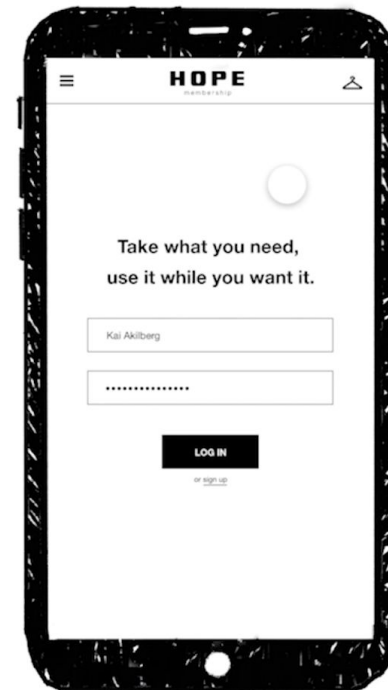 HOPE
membership
Take what you need,
use it while you want it.
Kai Akilberg
LOG IN
or sign up